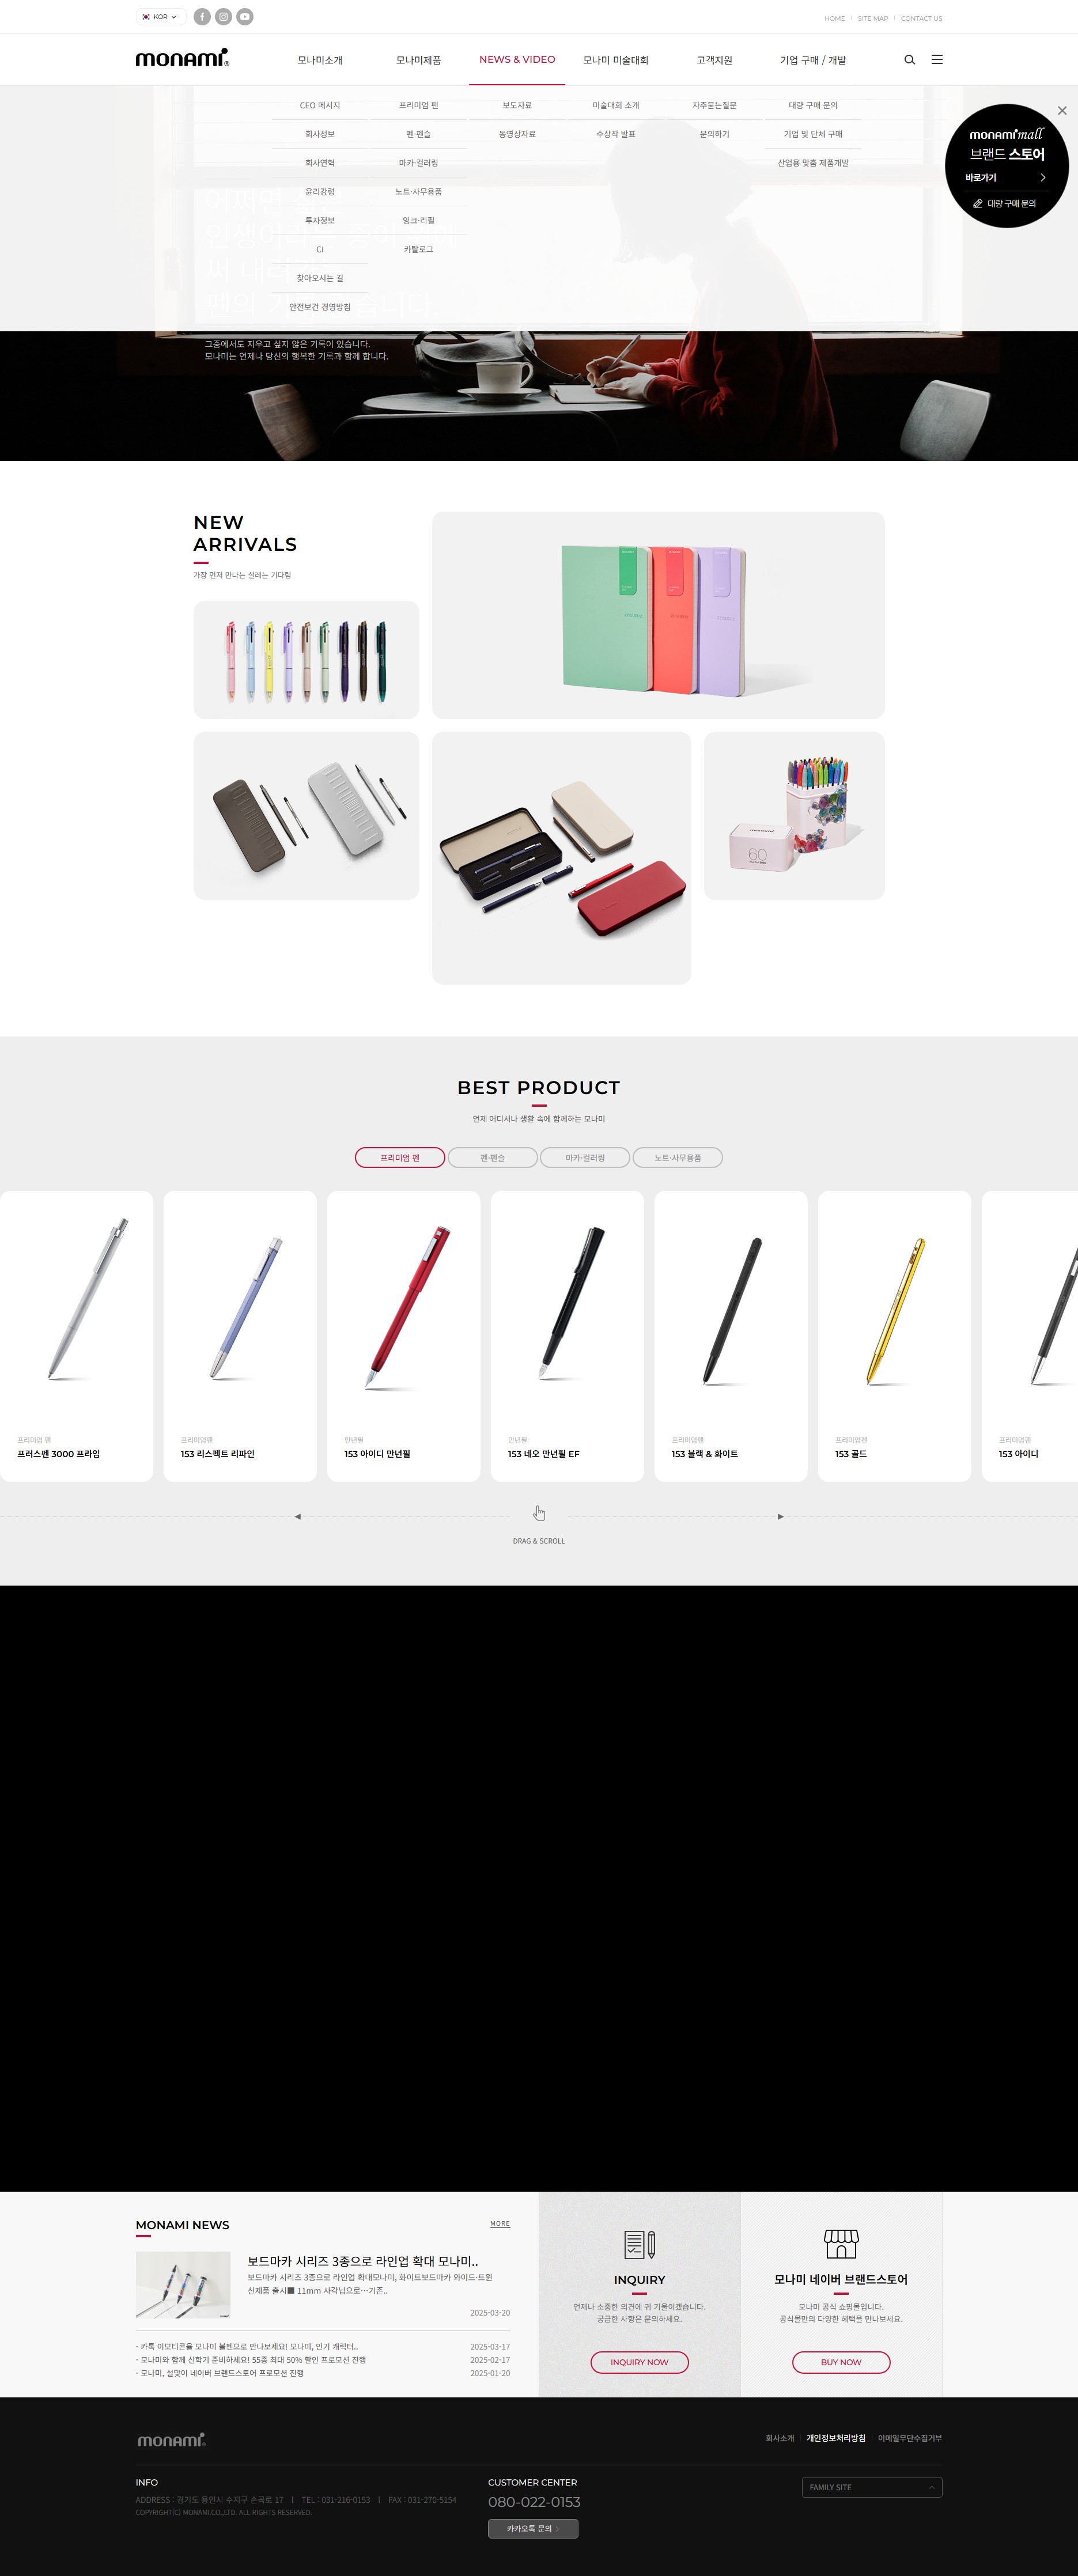 KOR
HOME
SITE MAP
CONTACT US
monami
모나미소개
모나미제품
NEWS & VIDEO
모나미 미술대회
고객지원
기업 구매 / 개발
CEO 메시지
회사정보
회사연혁
윤리강령
투자정보
CI
찾아오시는 길
안전보건 경영방침
프리미엄 펜
펜·펜슬
마카·컬러링
노트·사무용품
잉크·리필
카탈로그
보도자료
동영상자료
미술대회 소개
수상작 발표
자주묻는질문
문의하기
대량 구매 문의
기업 및 단체 구매
산업용 맞춤 제품개발
monami mall
브랜드 스토어
바로가기
대량 구매 문의
그중에서도 지우고 싶지 않은 기록이 있습니다.
모나미는 언제나 당신의 행복한 기록과 함께 합니다.
NEW
ARRIVALS
가장 먼저 만나는 설레는 기다림
monami
60
BEST PRODUCT
언제 어디서나 생활 속에 함께하는 모나미
프리미엄 펜
펜·펜슬
마카·컬러링
노트·사무용품
프리미엄 펜
프러스펜 3000 프라임
프리미엄펜
153 리스펙트 리파인
만년필
153 아이디 만년필
만년필
153 네오 만년필 EF
프리미엄펜
153 블랙 & 화이트
프리미엄펜
153 골드
프리미엄펜
153 아이디
DRAG & SCROLL
MONAMI NEWS
MORE
보드마카 시리즈 3종으로 라인업 확대 모나미..
보드마카 시리즈 3종으로 라인업 확대모나미, 화이트보드마카 와이드·트윈
신제품 출시■ 11mm 사각닙으로…기존..
2025-03-20
- 카톡 이모티콘을 모나미 볼펜으로 만나보세요! 모나미, 인기 캐릭터..
2025-03-17
- 모나미와 함께 신학기 준비하세요! 55종 최대 50% 할인 프로모션 진행
2025-02-17
- 모나미, 설맞이 네이버 브랜드스토어 프로모션 진행
2025-01-20
INQUIRY
언제나 소중한 의견에 귀 기울이겠습니다.
궁금한 사항은 문의하세요.
INQUIRY NOW
모나미 네이버 브랜드스토어
모나미 공식 쇼핑몰입니다.
공식몰만의 다양한 혜택을 만나보세요.
BUY NOW
monami
회사소개
개인정보처리방침
이메일무단수집거부
INFO
ADDRESS : 경기도 용인시 수지구 손곡로 17 | TEL : 031-216-0153 | FAX : 031-270-5154
COPYRIGHT(C) MONAMI.CO.,LTD. ALL RIGHTS RESERVED.
CUSTOMER CENTER
080-022-0153
카카오톡 문의
FAMILY SITE